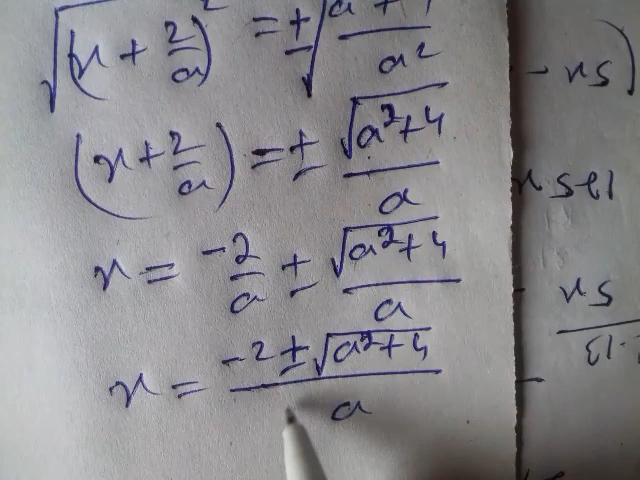 √(x + 2/a)² = ±√a²+4/a²
(x + 2/a) = ± √a²+4/a
x = -2/a ± √a²+4/a
x = -2 ± √a²+4/a